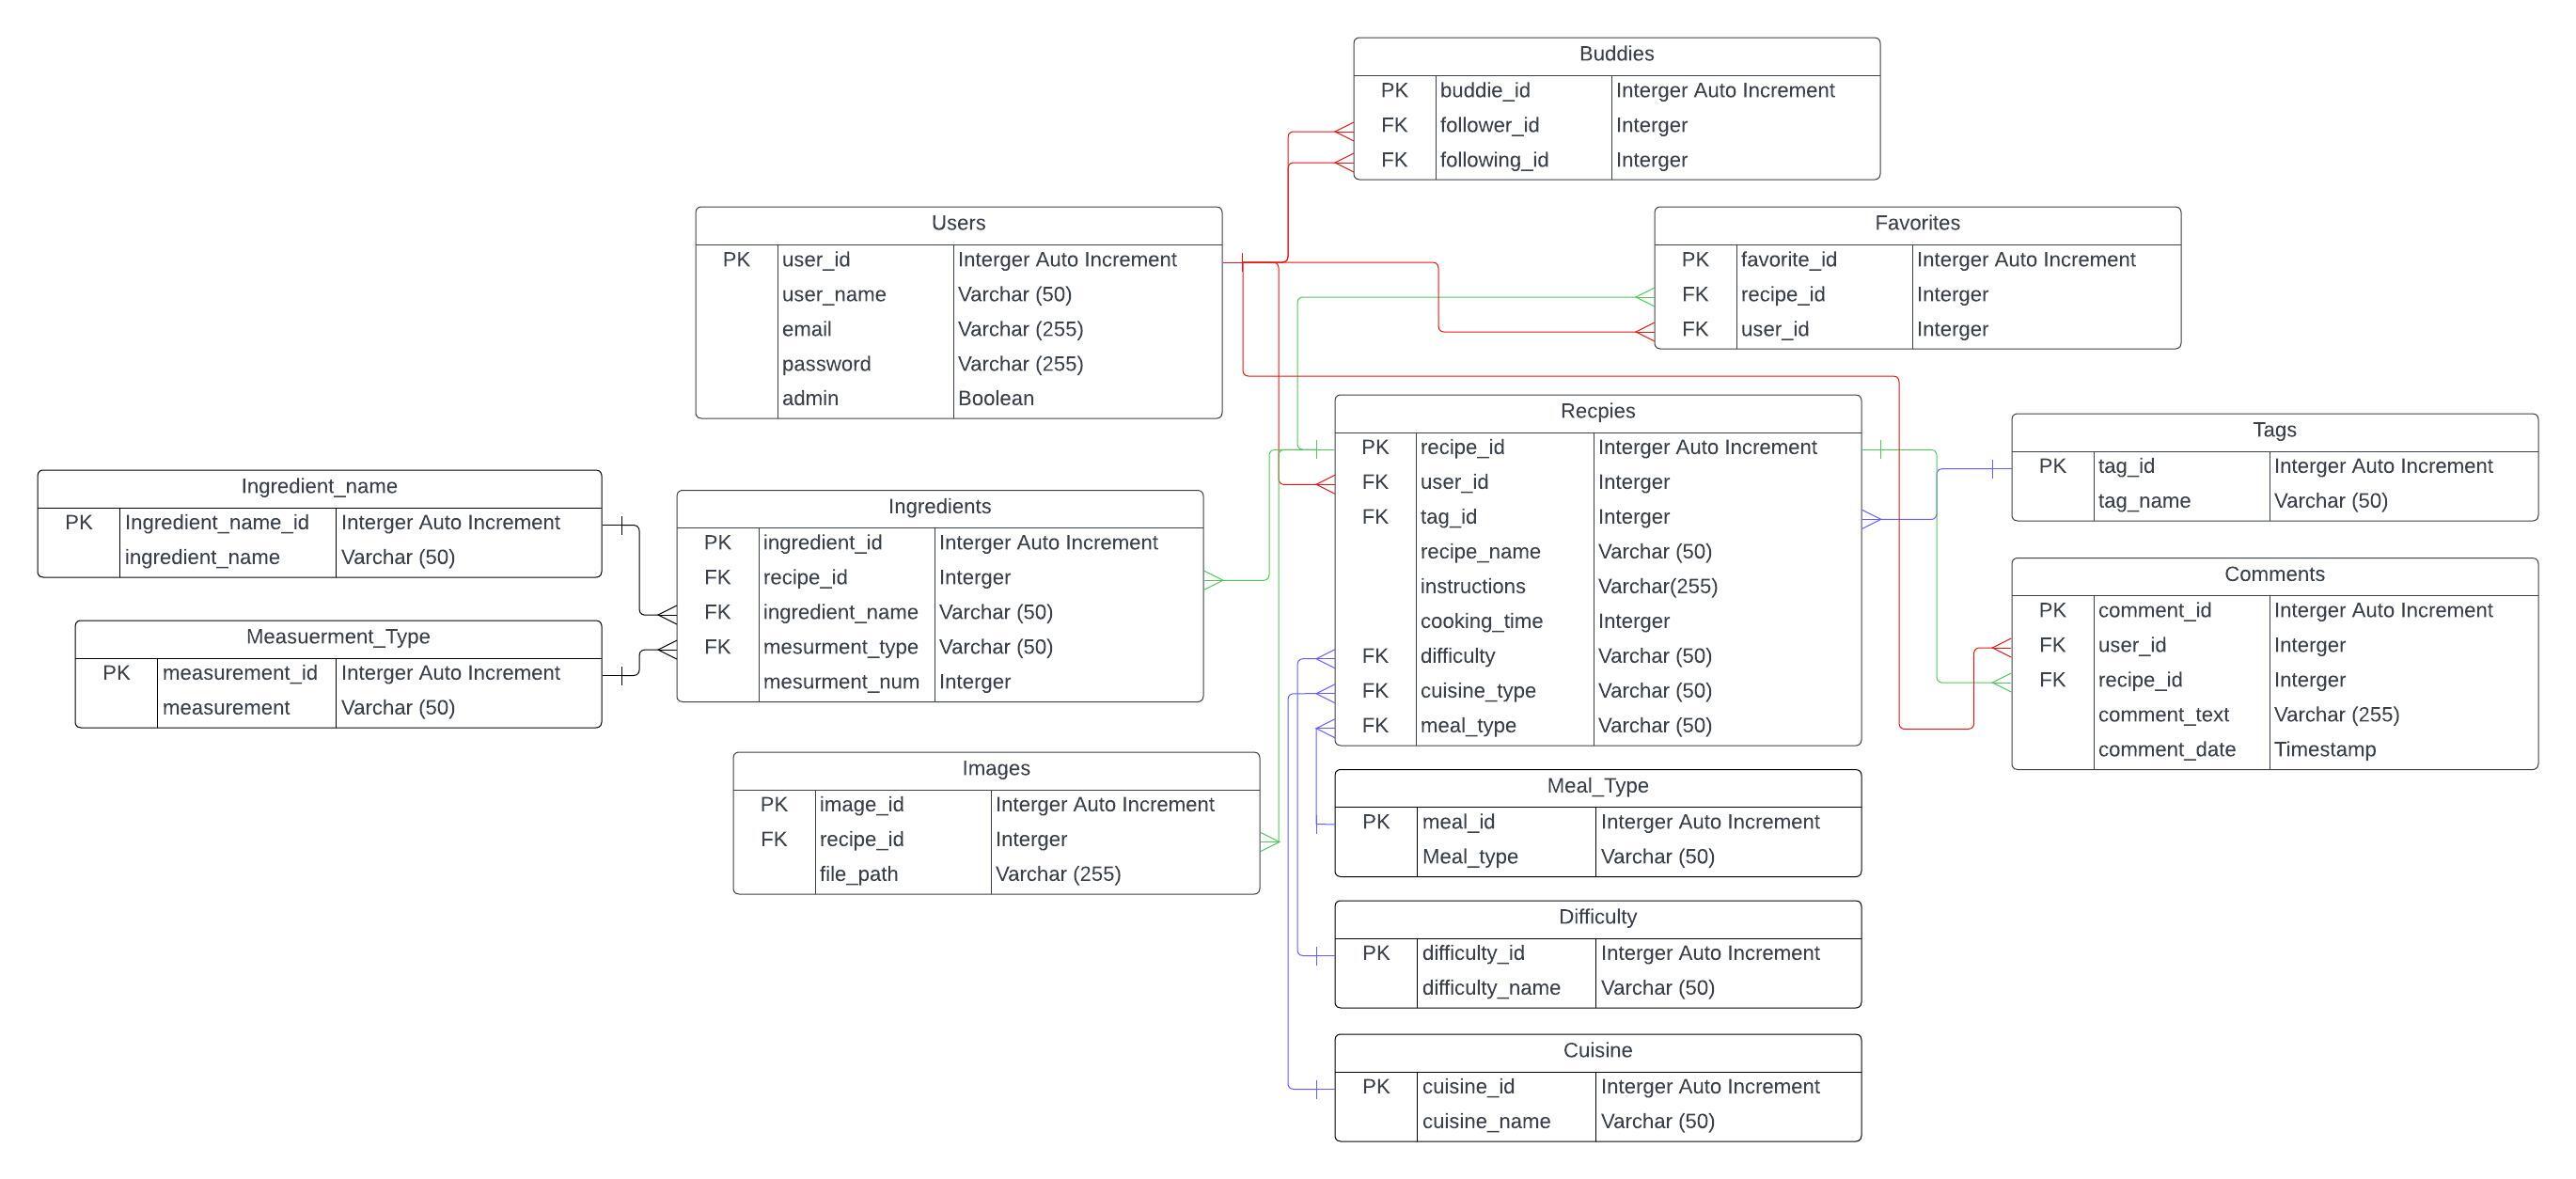 Buddies
PK buddie_id Interger Auto Increment
FK follower_id Interger
FK following_id Interger
Users
PK user_id Interger Auto Increment
user_name Varchar (50)
email Varchar (255)
password Varchar (255)
admin Boolean
Favorites
PK favorite_id Interger Auto Increment
FK recipe_id Interger
FK user_id Interger
Recpies
PK recipe_id Interger Auto Increment
FK user_id Interger
FK tag_id Interger
recipe_name Varchar (50)
instructions Varchar(255)
cooking_time Interger
FK difficulty Varchar (50)
FK cuisine_type Varchar (50)
FK meal_type Varchar (50)
Tags
PK tag_id Interger Auto Increment
tag_name Varchar (50)
Ingredient_name
PK Ingredient_name_id Interger Auto Increment
ingredient_name Varchar (50)
Ingredients
PK ingredient_id Interger Auto Increment
FK recipe_id Interger
FK ingredient_name Varchar (50)
FK mesurment_type Varchar (50)
mesurment_num Interger
Comments
PK comment_id Interger Auto Increment
FK user_id Interger
FK recipe_id Interger
comment_text Varchar (255)
comment_date Timestamp
Measuerment_Type
PK measurement_id Interger Auto Increment
measurement Varchar (50)
Images
PK image_id Interger Auto Increment
FK recipe_id Interger
file_path Varchar (255)
Meal_Type
PK meal_id Interger Auto Increment
Meal_type Varchar (50)
Difficulty
PK difficulty_id Interger Auto Increment
difficulty_name Varchar (50)
Cuisine
PK cuisine_id Interger Auto Increment
cuisine_name Varchar (50)